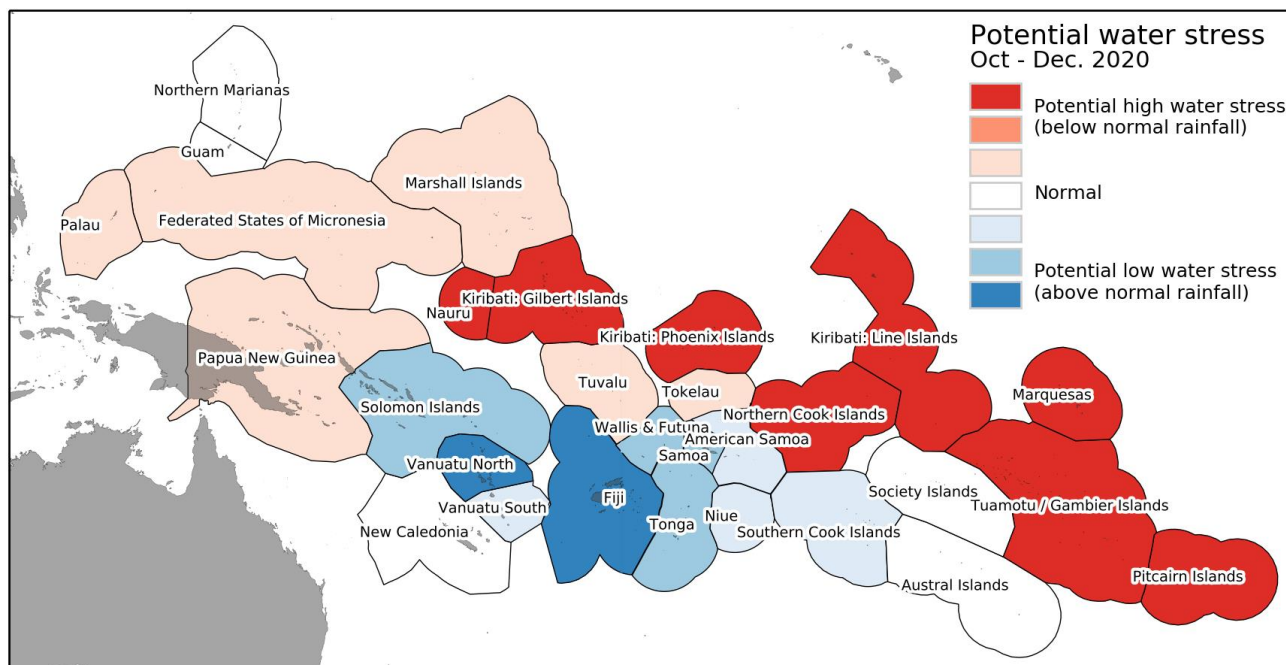 Potential water stress
Oct - Dec. 2020
Potential high water stress
(below normal rainfall)
Normal
Potential low water stress
(above normal rainfall)
Northern Marianas
Guam
Marshall Islands
Palau
Federated States of Micronesia
Nauru
Kiribati: Gilbert Islands
Kiribati: Phoenix Islands
Kiribati: Line Islands
Papua New Guinea
Tuvalu
Tokelau
Marquesas
Solomon Islands
Northern Cook Islands
Wallis & Futuna
American Samoa
Samoa
Vanuatu North
Fiji
Society Islands
Vanuatu South
Niue
Tuamotu / Gambier Islands
New Caledonia
Tonga
Southern Cook Islands
Austral Islands
Pitcairn Islands